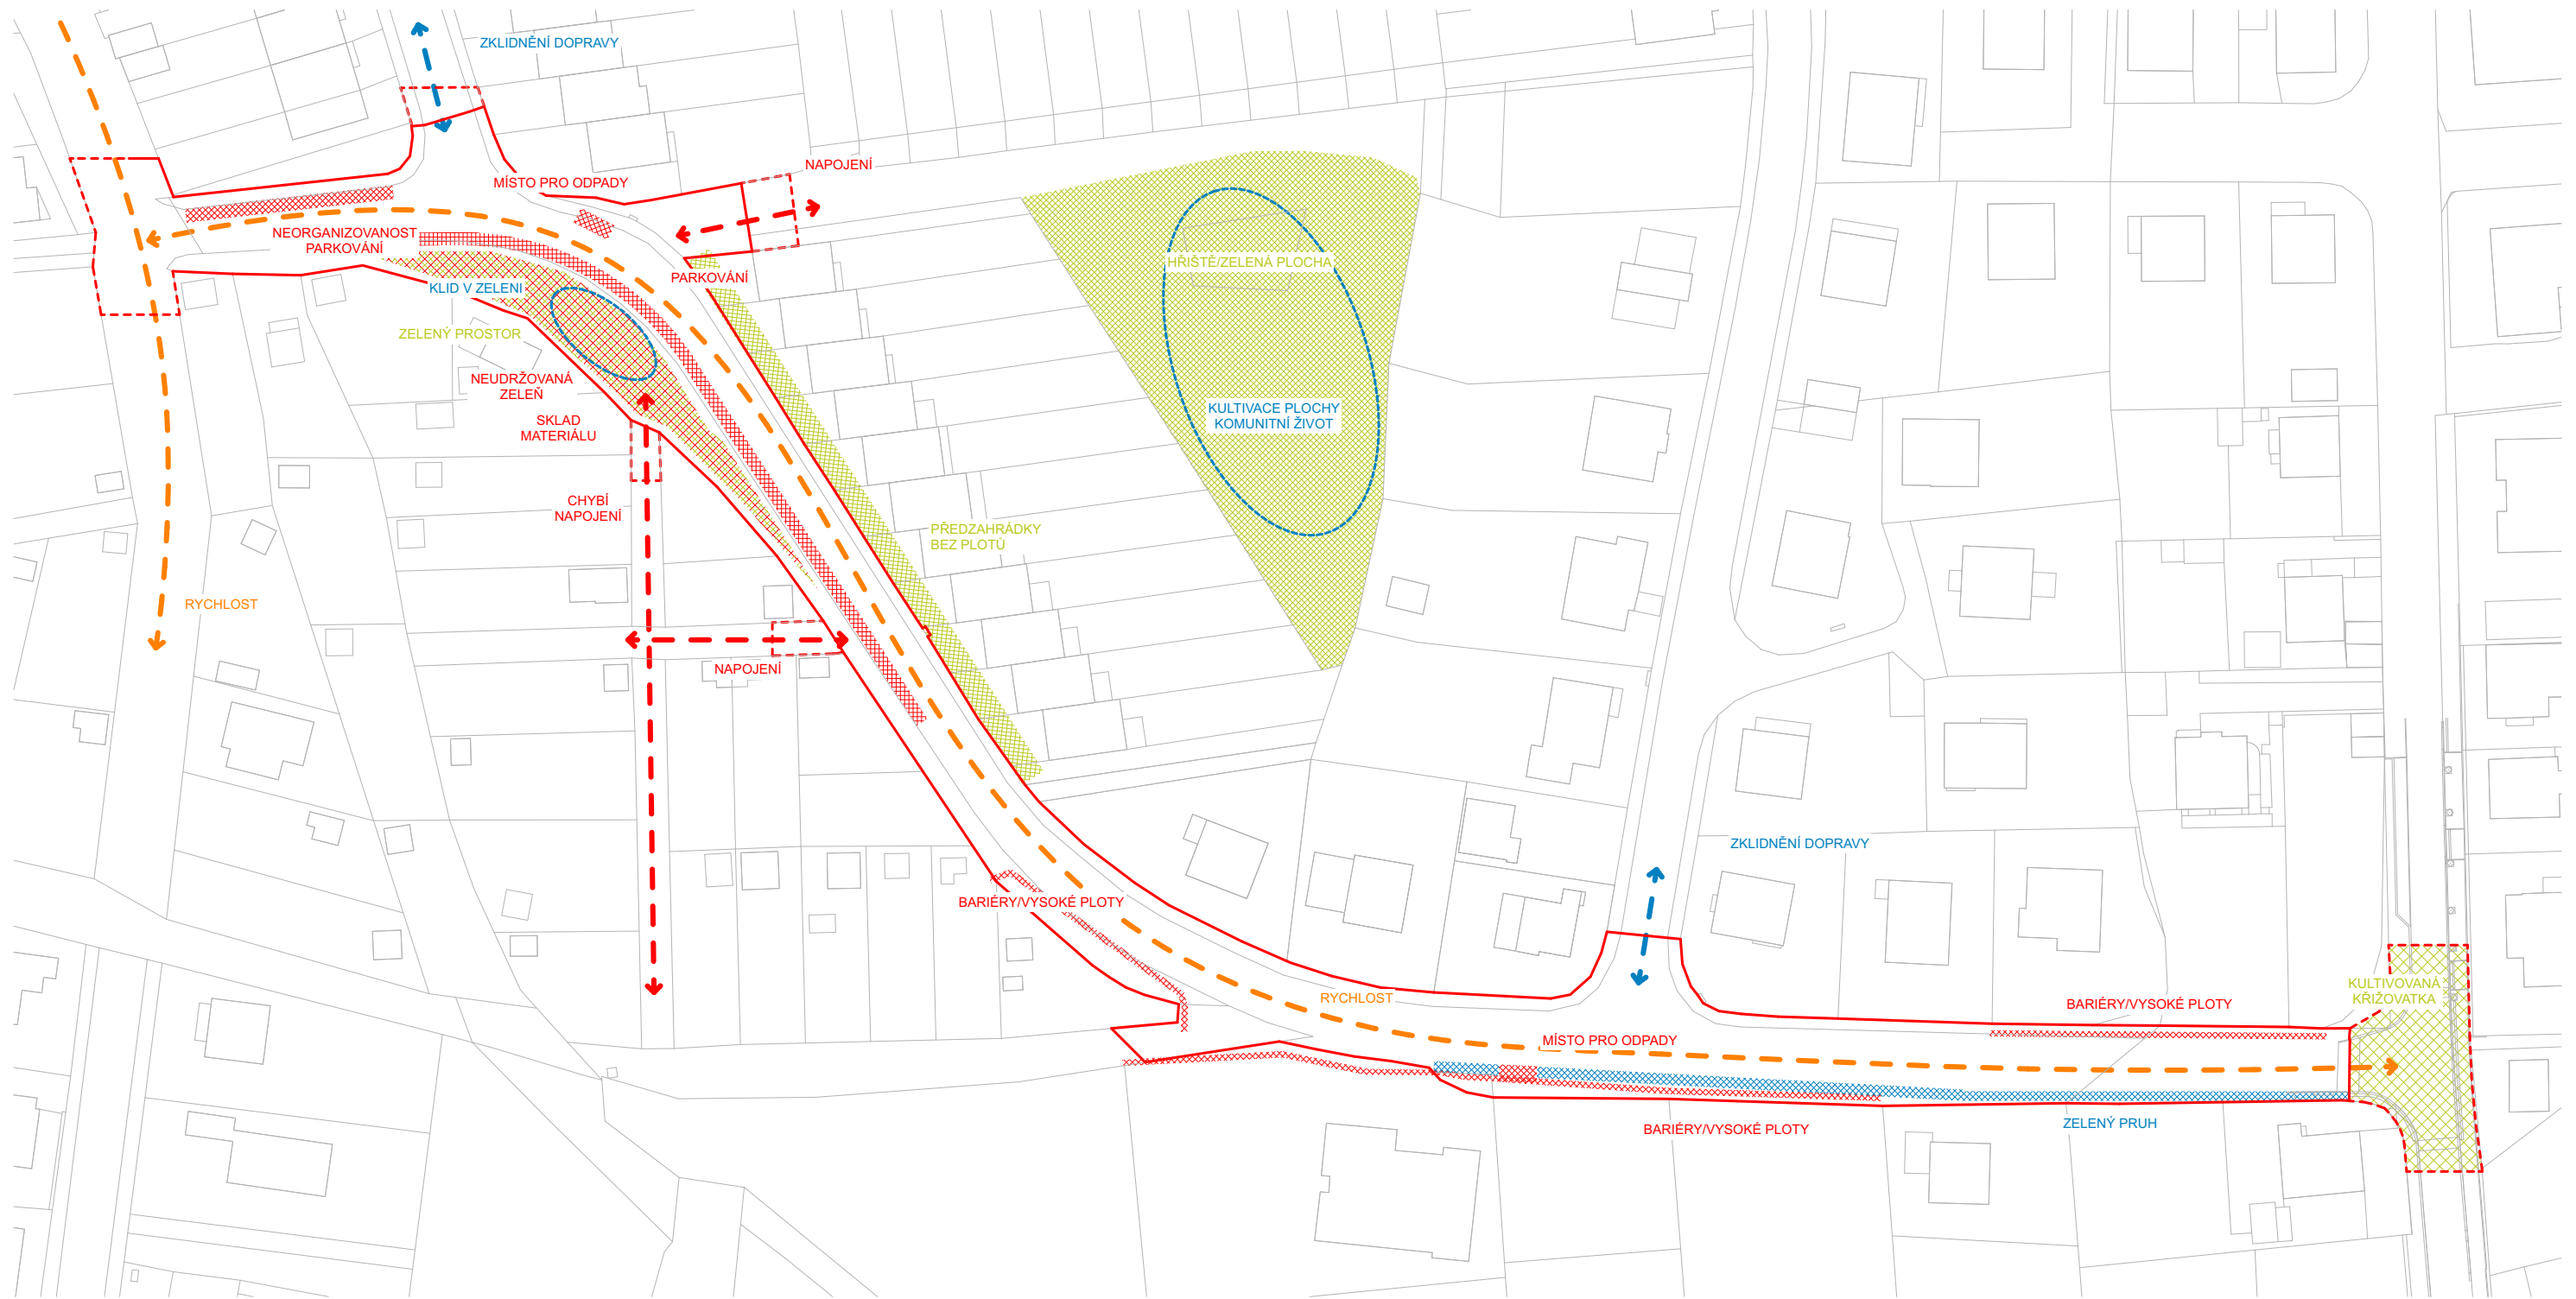 ZKLIDNĚNÍ DOPRAVY
NAPOJENÍ
MÍSTO PRO ODPADY
NEORGANIZOVANOST
PARKOVÁNÍ
HŘIŠTĚ/ZELENÁ PLOCHA
PARKOVÁNÍ
KLID V ZELENI
ZELENÝ PROSTOR
NEUDRŽOVANÁ
ZELEŇ
KULTIVACE PLOCHY
KOMUNITNÍ ŽIVOT
SKLAD
MATERIÁLU
CHYBÍ
NAPOJENÍ
PŘEDZAHRÁDKY
BEZ PLOTŮ
RYCHLOST
NAPOJENÍ
ZKLIDNĚNÍ DOPRAVY
BARIÉRY/VYSOKÉ PLOTY
KULTIVOVANÁ
KŘIŽOVATKA
RYCHLOST
BARIÉRY/VYSOKÉ PLOTY
MÍSTO PRO ODPADY
ZELENÝ PRUH
BARIÉRY/VYSOKÉ PLOTY